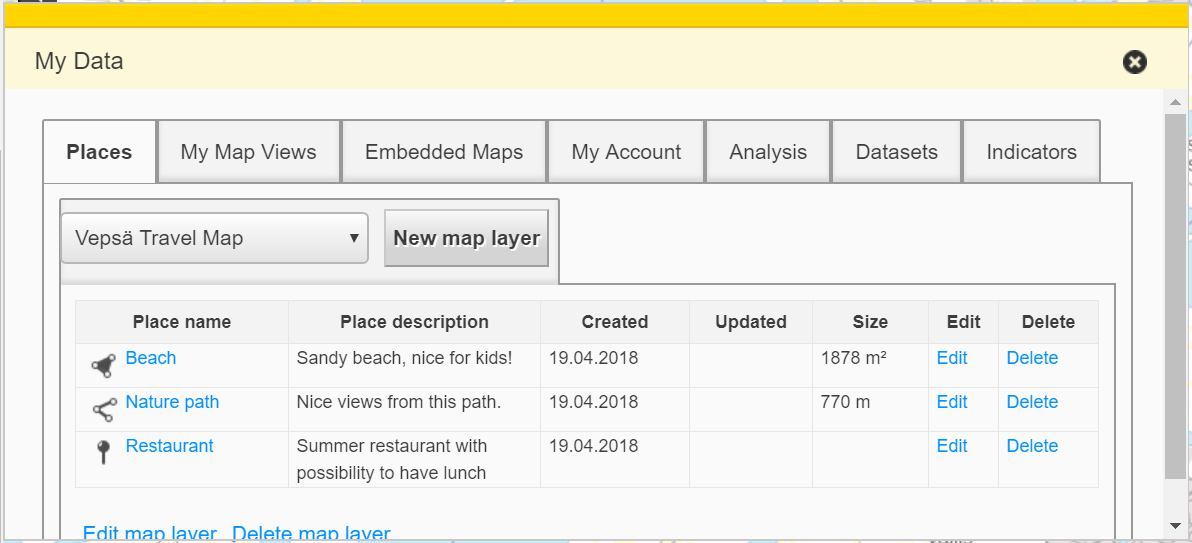 My Data
Places My Map Views Embedded Maps My Account Analysis Datasets Indicators
Vepsä Travel Map New map layer
Place name Place description Created Updated Size Edit Delete
Beach Sandy beach, nice for kids! 19.04.2018 1878 m² Edit Delete
Nature path Nice views from this path. 19.04.2018 770 m Edit Delete
Restaurant Summer restaurant with 19.04.2018 Edit Delete
possibility to have lunch
Edit map layer Delete map layer